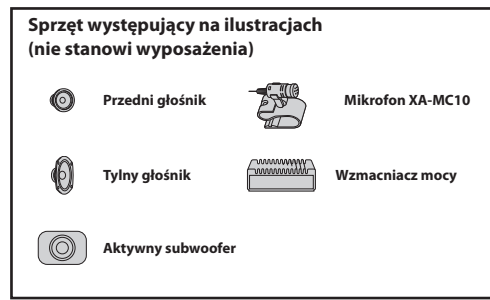 Sprzęt występujący na ilustracjach
(nie stanowi wyposażenia)
Przedni głośnik
Mikrofon XA-MC10
Tylny głośnik
Wzmacniacz mocy
Aktywny subwoofer